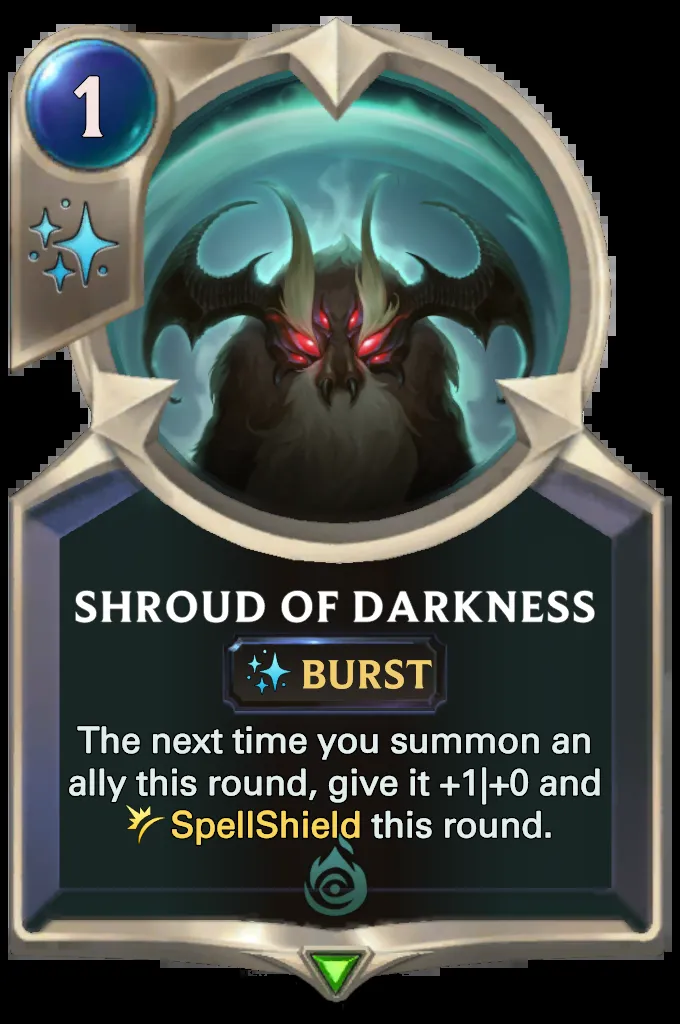 1
SHROUD OF DARKNESS
BURST
The next time you summon an
ally this round, give it +1|+0 and
SpellShield this round.